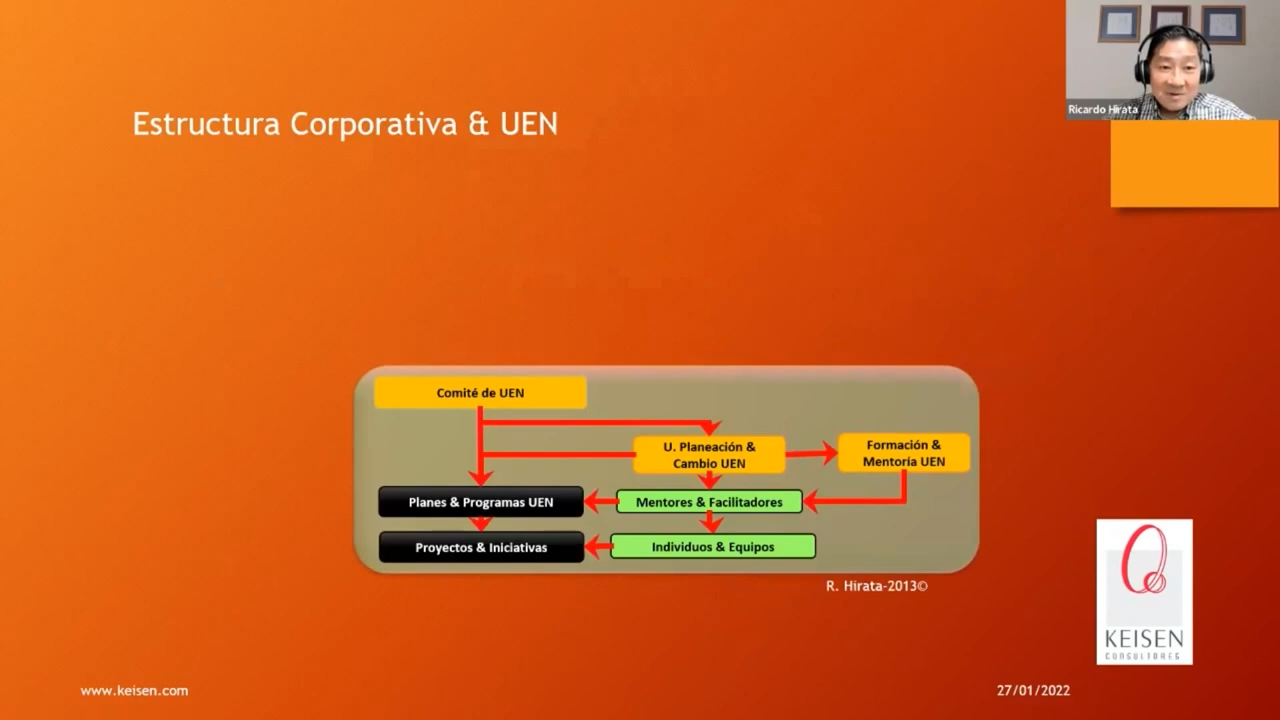 Ricardo Hirata
Estructura Corporativa & UEN
Comité de UEN
U. Planeación &
Cambio UEN
Formación &
Mentoría UEN
Planes & Programas UEN
Mentores & Facilitadores
Proyectos & Iniciativas
Individuos & Equipos
R. Hirata-2013©
KEISEN
CONSULTORES
www.keisen.com
27/01/2022